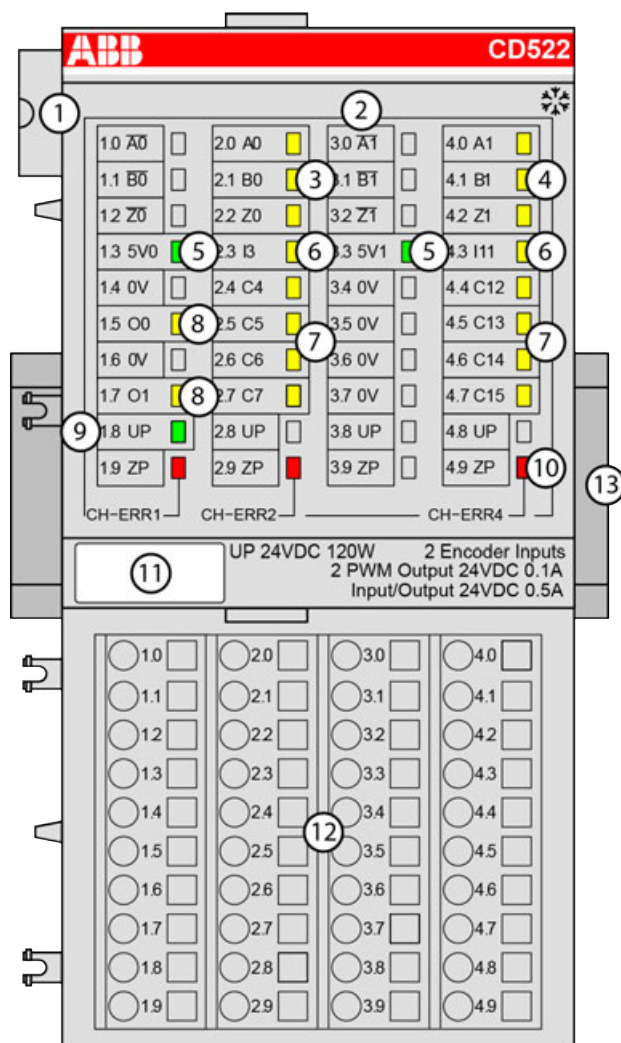 ABB CD522
1 2
1.0 A̅0̅ 2.0 A0 3.0 A̅1̅ 4.0 A1
1.1 B̅0̅ 2.1 B0 3 3.1 B̅1̅ 4.1 B1 4
1.2 Z̅0̅ 2.2 Z0 3.2 Z̅1̅ 4.2 Z1
1.3 5V0 5 2.3 I3 6 3.3 5V1 5 4.3 I11 6
1.4 0V 2.4 C4 3.4 0V 4.4 C12
1.5 O0 8 2.5 C5 3.5 0V 4.5 C13
7 7
1.6 0V 2.6 C6 3.6 0V 4.6 C14
1.7 O1 8 2.7 C7 3.7 0V 4.7 C15
9 1.8 UP 2.8 UP 3.8 UP 4.8 UP
1.9 ZP 2.9 ZP 3.9 ZP 4.9 ZP 10
13
CH-ERR1 CH-ERR2 CH-ERR4
11
UP 24VDC 120W 2 Encoder Inputs
2 PWM Output 24VDC 0.1A
Input/Output 24VDC 0.5A
1.0 2.0 3.0 4.0
1.1 2.1 3.1 4.1
1.2 2.2 3.2 4.2
1.3 2.3 3.3 4.3
1.4 2.4 3.4 4.4
12
1.5 2.5 3.5 4.5
1.6 2.6 3.6 4.6
1.7 2.7 3.7 4.7
1.8 2.8 3.8 4.8
1.9 2.9 3.9 4.9